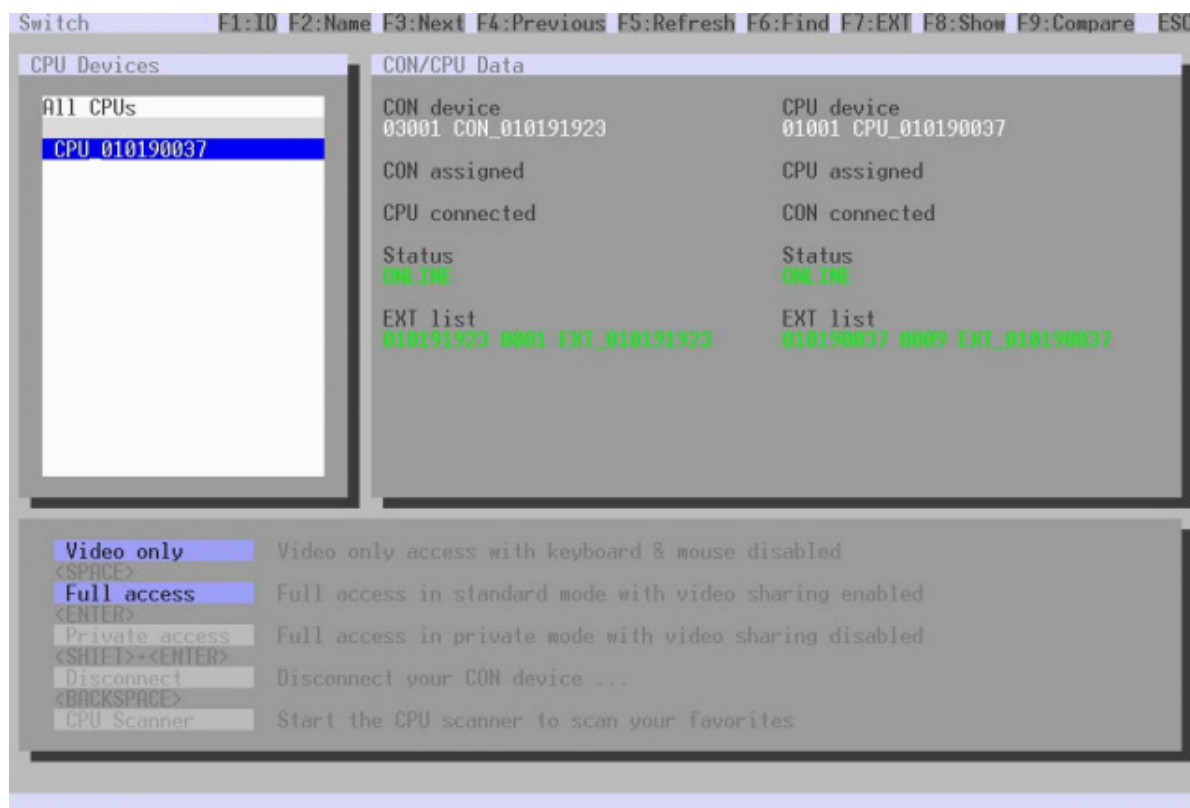 Switch F1:ID F2:Name F3:Next F4:Previous F5:Refresh F6:Find F7:EXT F8:Show F9:Compare ESC
CPU Devices
All CPUs
CPU_010190037
CON/CPU Data
CON device CPU device
03001 CON_010191923 01001 CPU_010190037
CON assigned CPU assigned
CPU connected CON connected
Status Status
ONLINE ONLINE
EXT list EXT list
010191923 0001 EXT_010191923 010190037 0009 EXT_010190037
Video only Video only access with keyboard & mouse disabled
<SPACE>
Full access Full access in standard mode with video sharing enabled
<ENTER>
Private access Full access in private mode with video sharing disabled
<SHIFT>+<ENTER>
Disconnect Disconnect your CON device ...
<BACKSPACE>
CPU Scanner Start the CPU scanner to scan your favorites